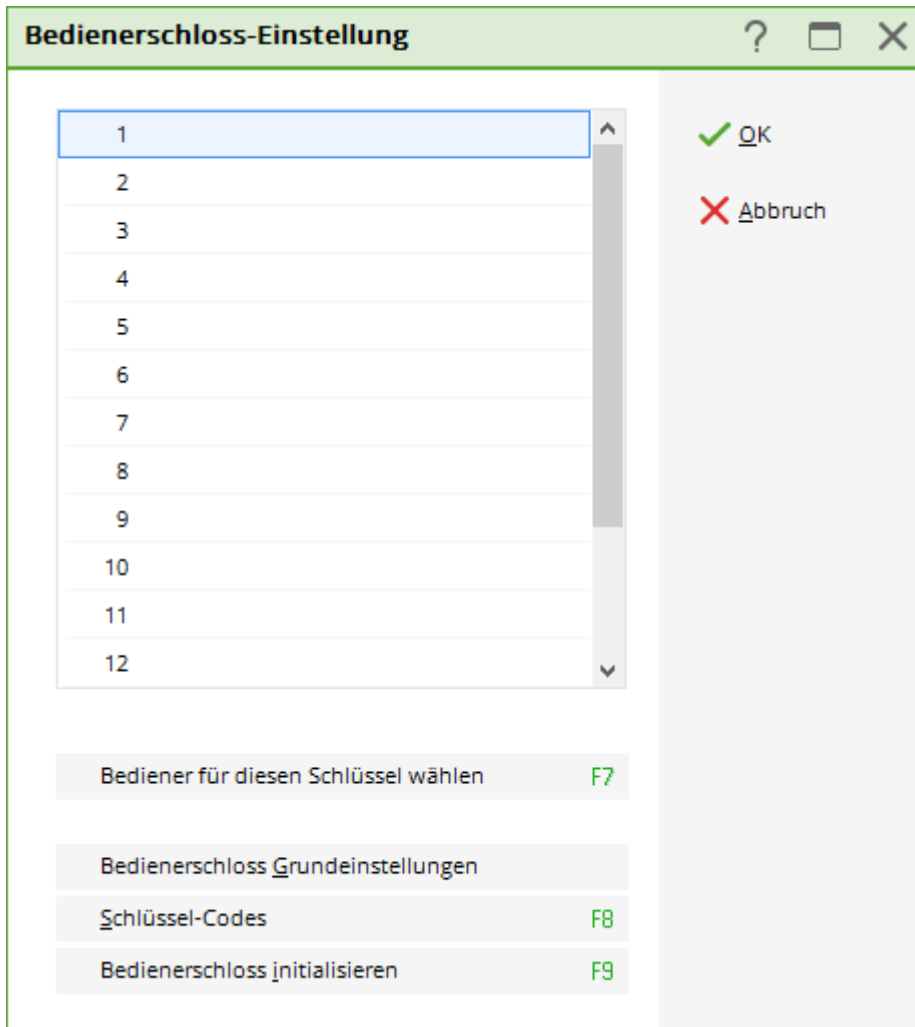 Bedienerschloss-Einstellung ?
1
2
3
4
5
6
7
8
9
10
11
12
OK
Abbruch
Bediener für diesen Schlüssel wählen F7
Bedienerschloss Grundeinstellungen
Schlüssel-Codes F8
Bedienerschloss initialisieren F9